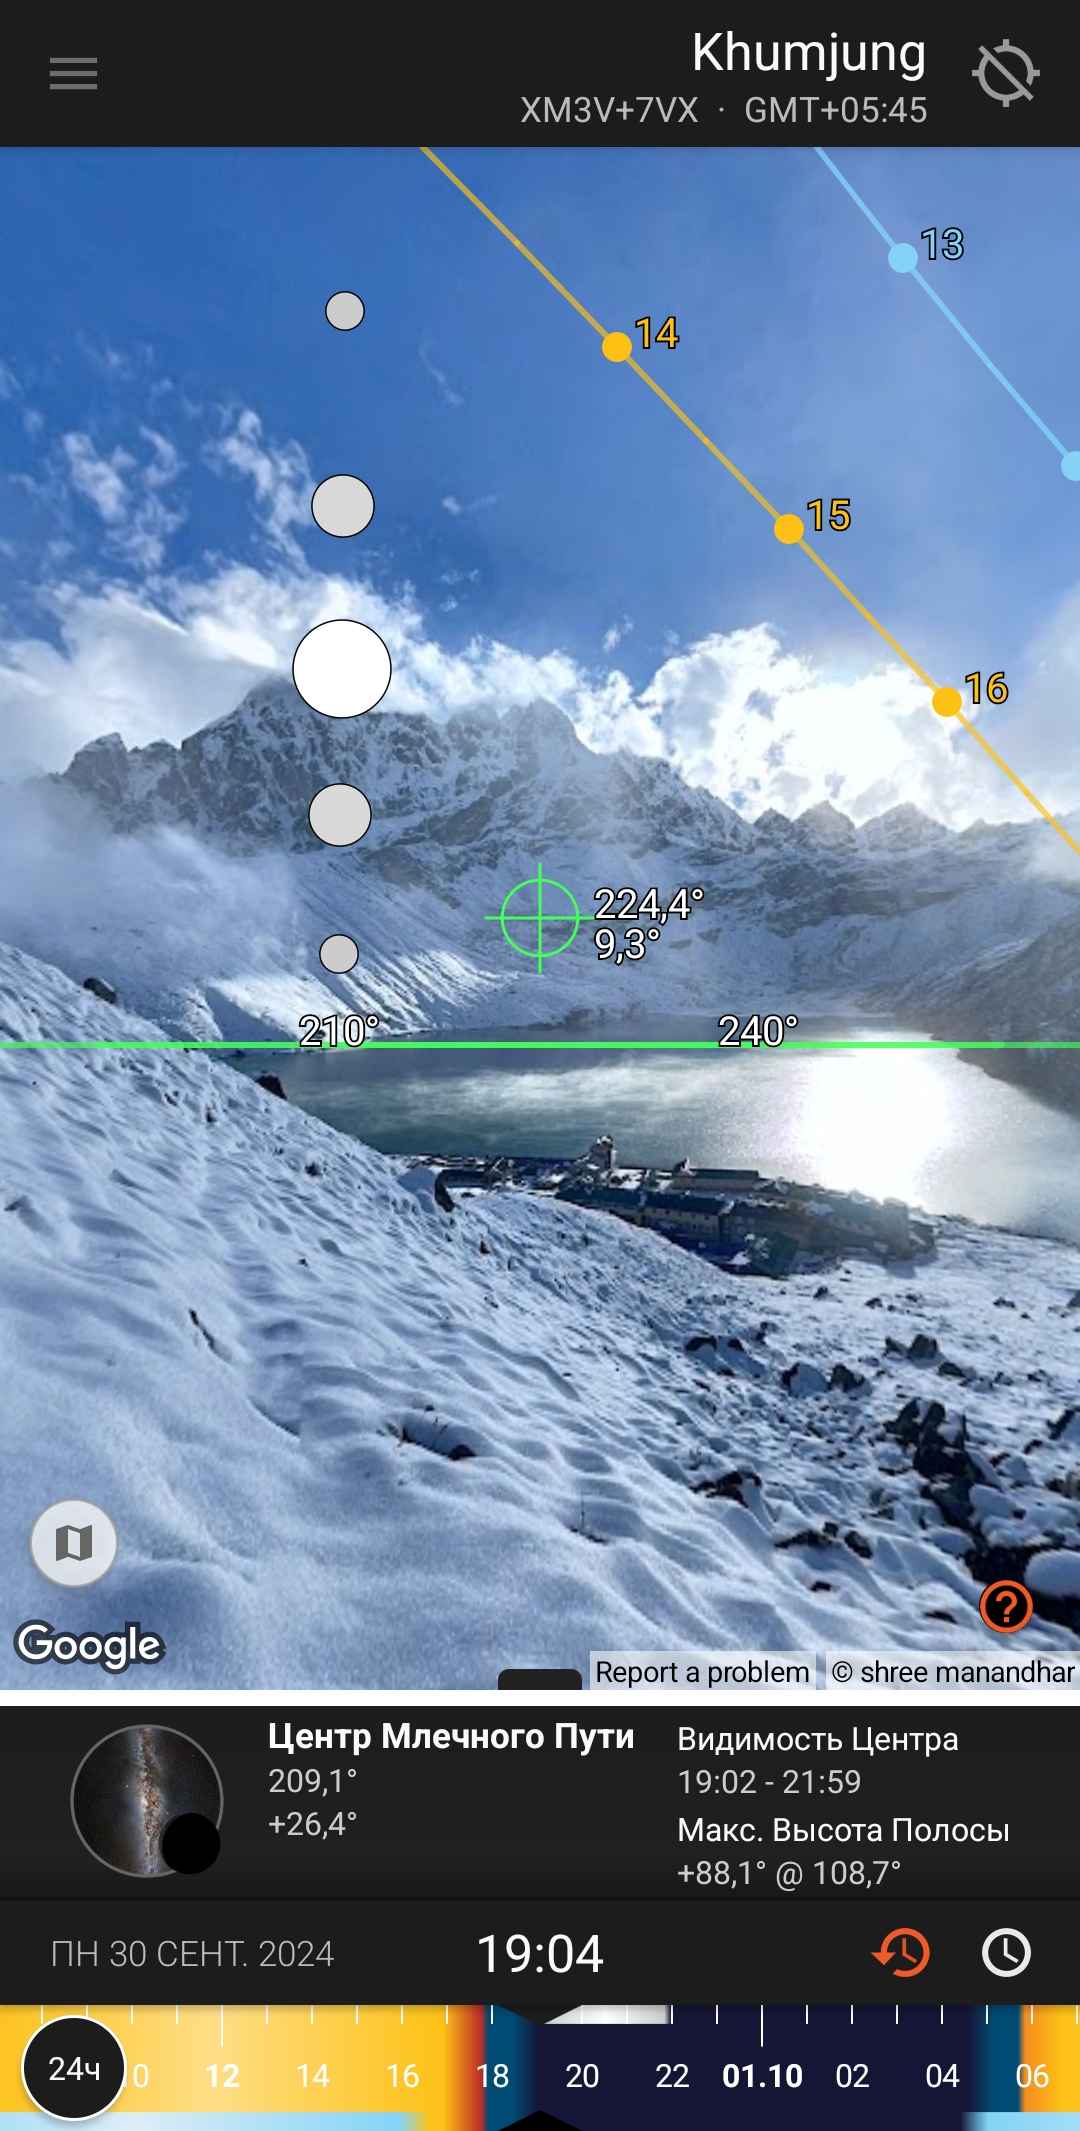 Khumjung
XM3V+7VX · GMT+05:45
13
14
15
16
224,4°
9,3°
210°
240°
Google
Report a problem
© shree manandhar
Центр Млечного Пути
209,1°
+26,4°
Видимость Центра
19:02 - 21:59
Макс. Высота Полосы
+88,1° @ 108,7°
ПН 30 СЕНТ. 2024
19:04
24ч
0 12 14 16 18 20 22 01.10 02 04 06